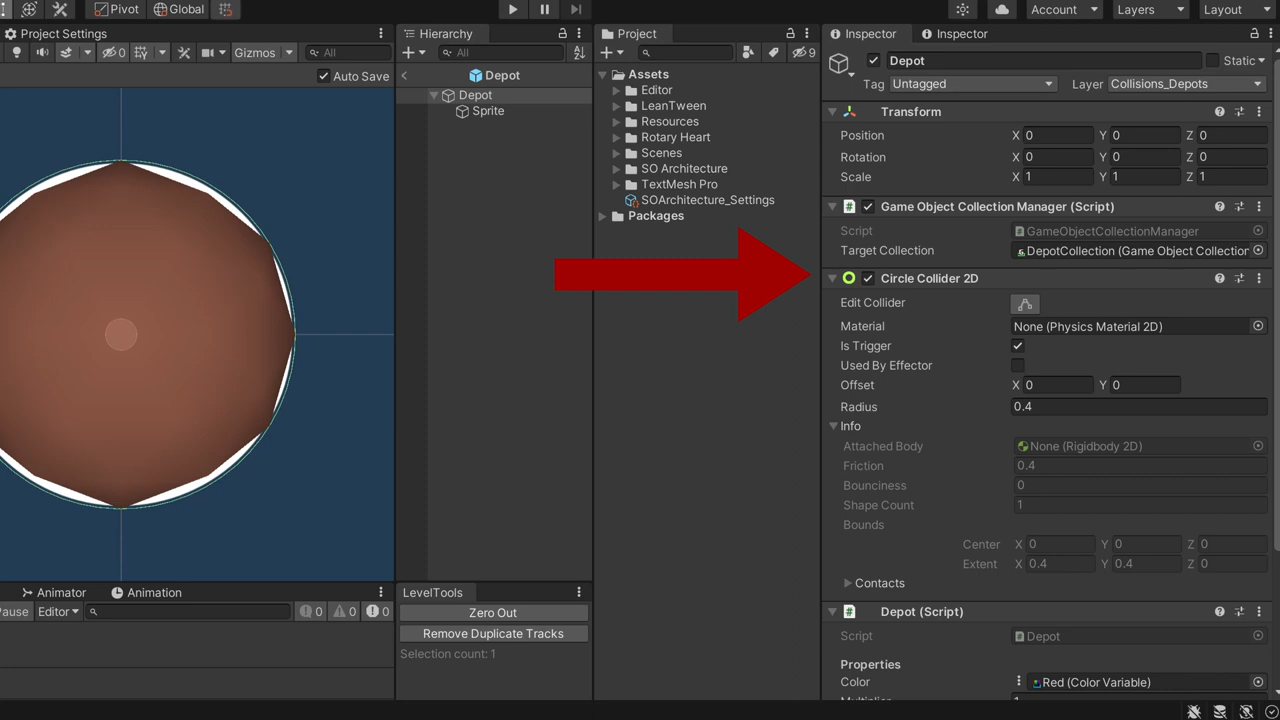 Pivot Global Account Layers Layout
Project Settings
0 Gizmos All
Auto Save
Hierarchy
All
Depot
Depot
Sprite
Project
9
Assets
Editor
LeanTween
Resources
Rotary Heart
Scenes
SO Architecture
TextMesh Pro
SOArchitecture_Settings
Packages
Inspector Inspector
Depot Static
Tag Untagged Layer Collisions_Depots
Transform
Position X 0 Y 0 Z 0
Rotation X 0 Y 0 Z 0
Scale X 1 Y 1 Z 1
# Game Object Collection Manager (Script)
Script GameObjectCollectionManager
Target Collection DepotCollection (Game Object Collection
Circle Collider 2D
Edit Collider
Material None (Physics Material 2D)
Is Trigger
Used By Effector
Offset X 0 Y 0
Radius 0.4
Info
Attached Body None (Rigidbody 2D)
Friction 0.4
Bounciness 0
Shape Count 1
Bounds
Center X 0 Y 0 Z 0
Extent X 0.4 Y 0.4 Z 0
Contacts
# Depot (Script)
Script Depot
Properties
Color Red (Color Variable)
Animator Animation
Pause Editor 0 0 0
LevelTools
Zero Out
Remove Duplicate Tracks
Selection count: 1